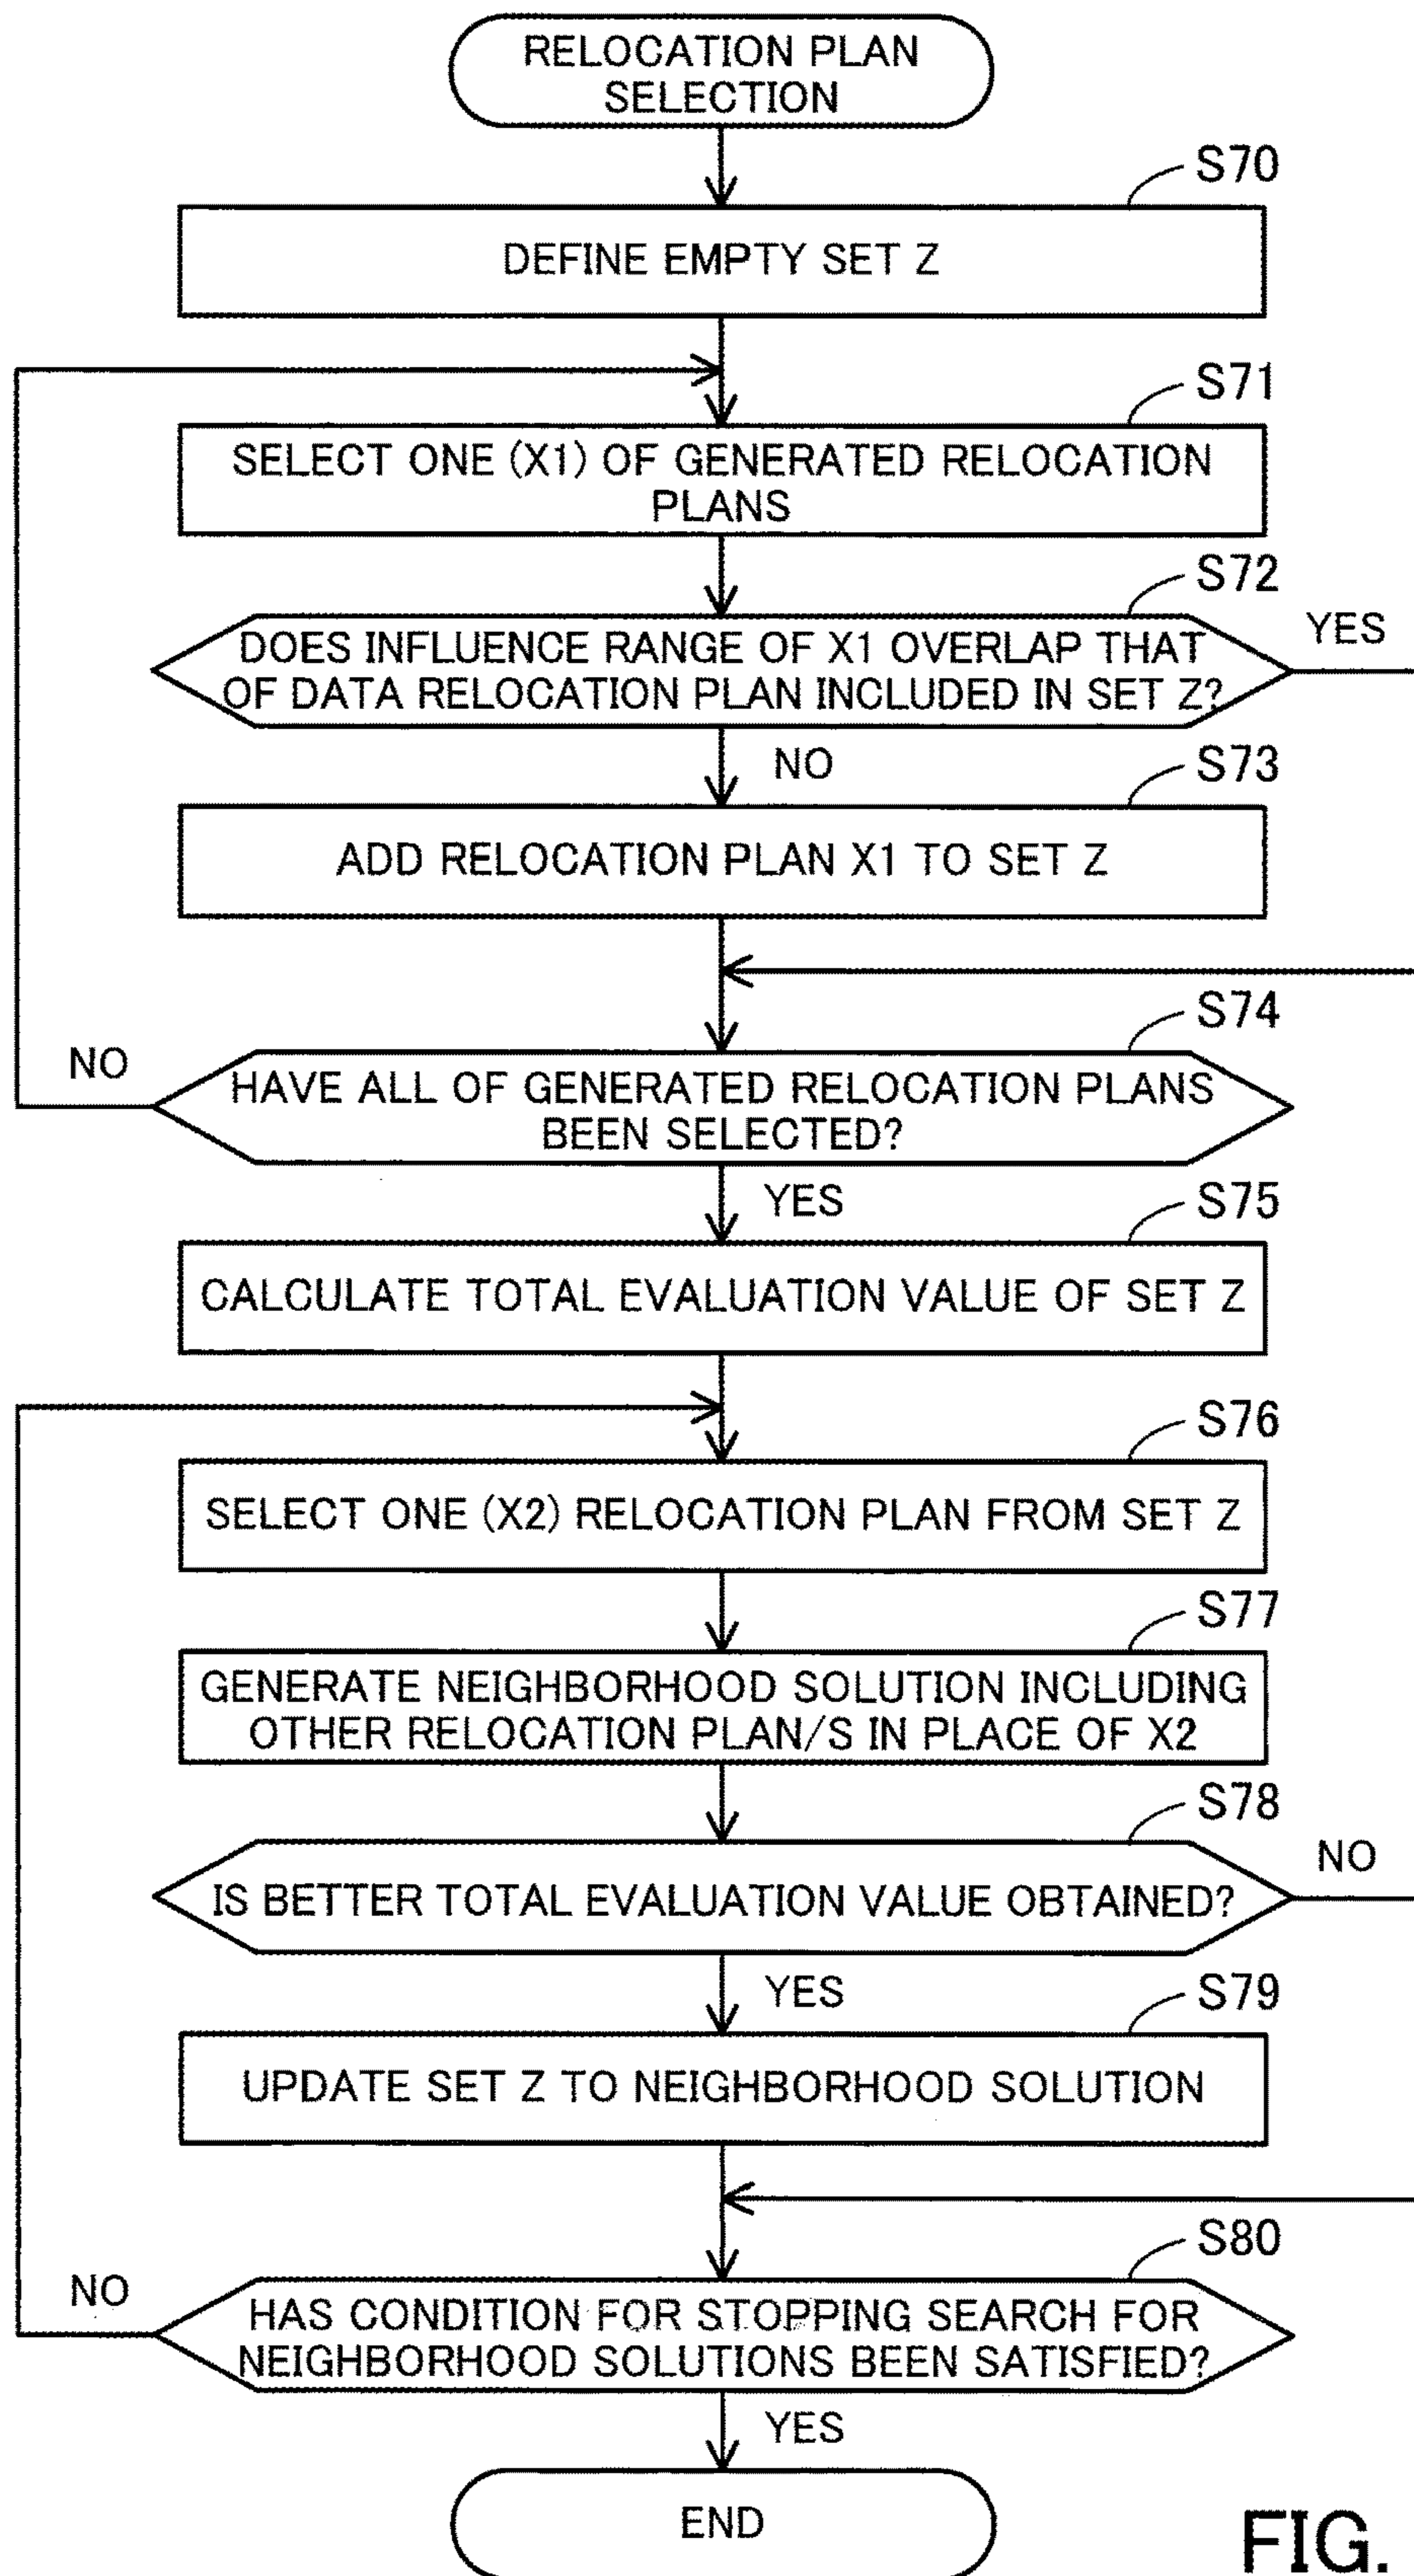 RELOCATION PLAN
SELECTION
S70
DEFINE EMPTY SET Z
S71
SELECT ONE (X1) OF GENERATED RELOCATION
PLANS
S72
DOES INFLUENCE RANGE OF X1 OVERLAP THAT
OF DATA RELOCATION PLAN INCLUDED IN SET Z?
YES
NO
S73
ADD RELOCATION PLAN X1 TO SET Z
S74
NO
HAVE ALL OF GENERATED RELOCATION PLANS
BEEN SELECTED?
YES
S75
CALCULATE TOTAL EVALUATION VALUE OF SET Z
S76
SELECT ONE (X2) RELOCATION PLAN FROM SET Z
S77
GENERATE NEIGHBORHOOD SOLUTION INCLUDING
OTHER RELOCATION PLAN/S IN PLACE OF X2
S78
NO
IS BETTER TOTAL EVALUATION VALUE OBTAINED?
YES
S79
UPDATE SET Z TO NEIGHBORHOOD SOLUTION
S80
NO
HAS CONDITION FOR STOPPING SEARCH FOR
NEIGHBORHOOD SOLUTIONS BEEN SATISFIED?
YES
END
FIG.